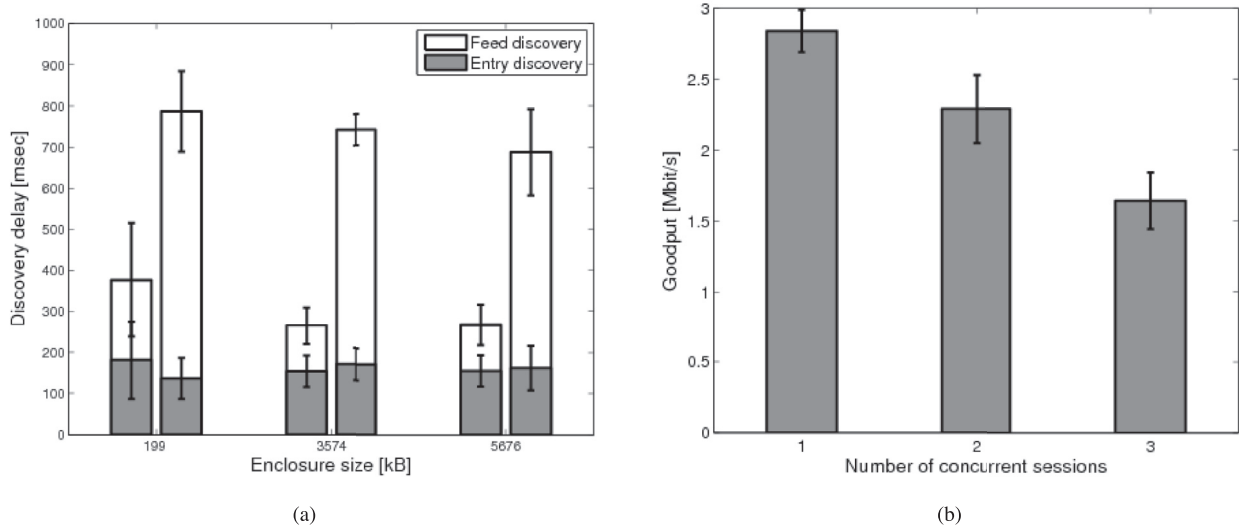 1000
900
800
700
600
500
400
300
200
100
0
Discovery delay [msec]
Feed discovery
Entry discovery
199 3574 5676
Enclosure size [kB]
(a)
3
2.5
2
1.5
1
0.5
0
Goodput [Mbit/s]
1 2 3
Number of concurrent sessions
(b)